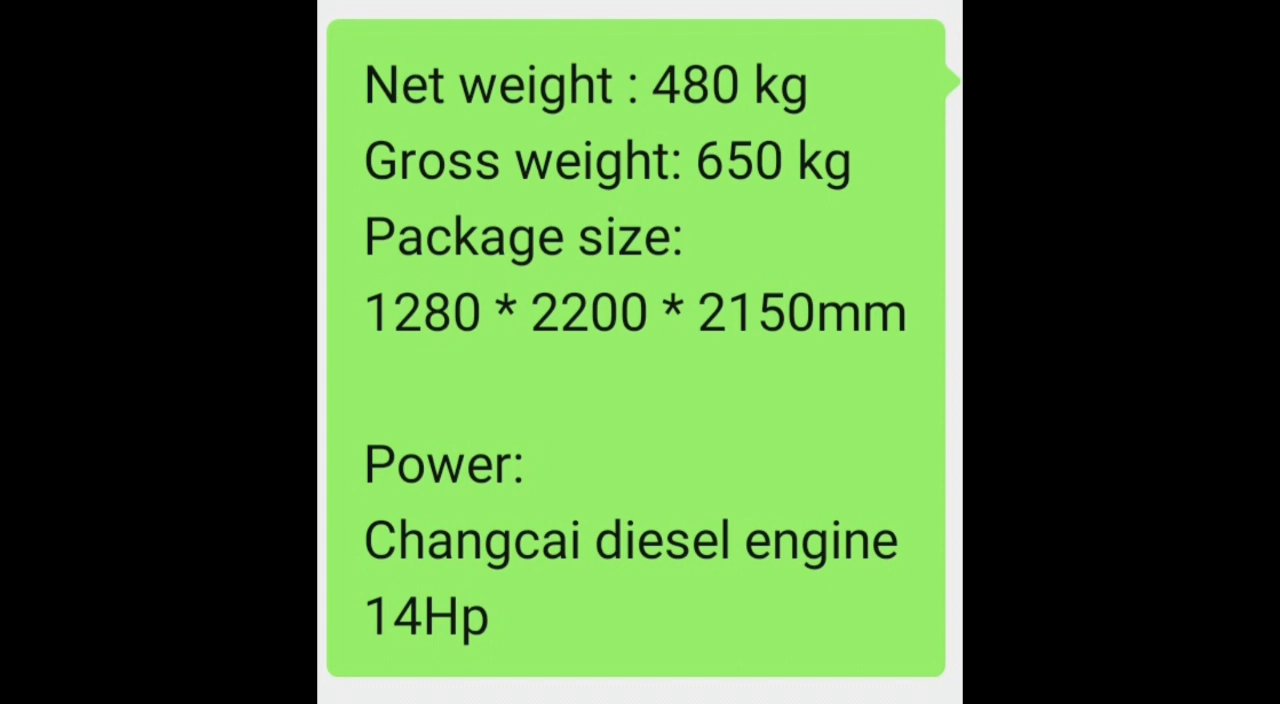 Net weight : 480 kg
Gross weight: 650 kg
Package size:
1280 * 2200 * 2150mm
Power:
Changcai diesel engine
14Hp